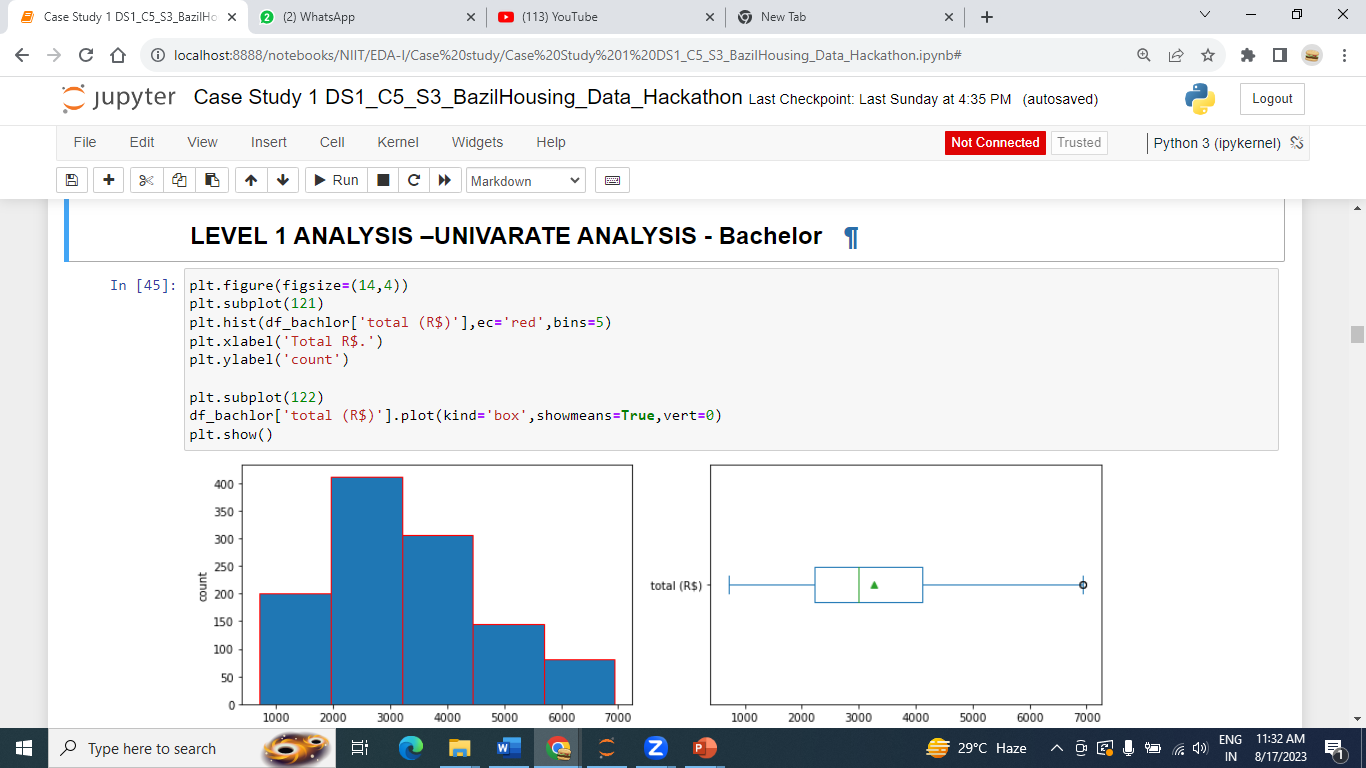 Case Study 1 DS1_C5_S3_BazilHo
(2) WhatsApp
(113) YouTube
New Tab
localhost:8888/notebooks/NIIT/EDA-I/Case%20study/Case%20Study%201%20DS1_C5_S3_BazilHousing_Data_Hackathon.ipynb#
jupyter Case Study 1 DS1_C5_S3_BazilHousing_Data_Hackathon Last Checkpoint: Last Sunday at 4:35 PM (autosaved)
Logout
File Edit View Insert Cell Kernel Widgets Help
Not Connected Trusted Python 3 (ipykernel)
Run Markdown
LEVEL 1 ANALYSIS –UNIVARATE ANALYSIS - Bachelor ¶
In [45]:
plt.figure(figsize=(14,4))
plt.subplot(121)
plt.hist(df_bachlor['total (R$)'],ec='red',bins=5)
plt.xlabel('Total R$.')
plt.ylabel('count')
plt.subplot(122)
df_bachlor['total (R$)'].plot(kind='box',showmeans=True,vert=0)
plt.show()
400
350
300
250
200
150
100
50
0
count
1000 2000 3000 4000 5000 6000 7000
total (R$)
1000 2000 3000 4000 5000 6000 7000
Type here to search
29°C Haze
ENG
IN
11:32 AM
8/17/2023
1